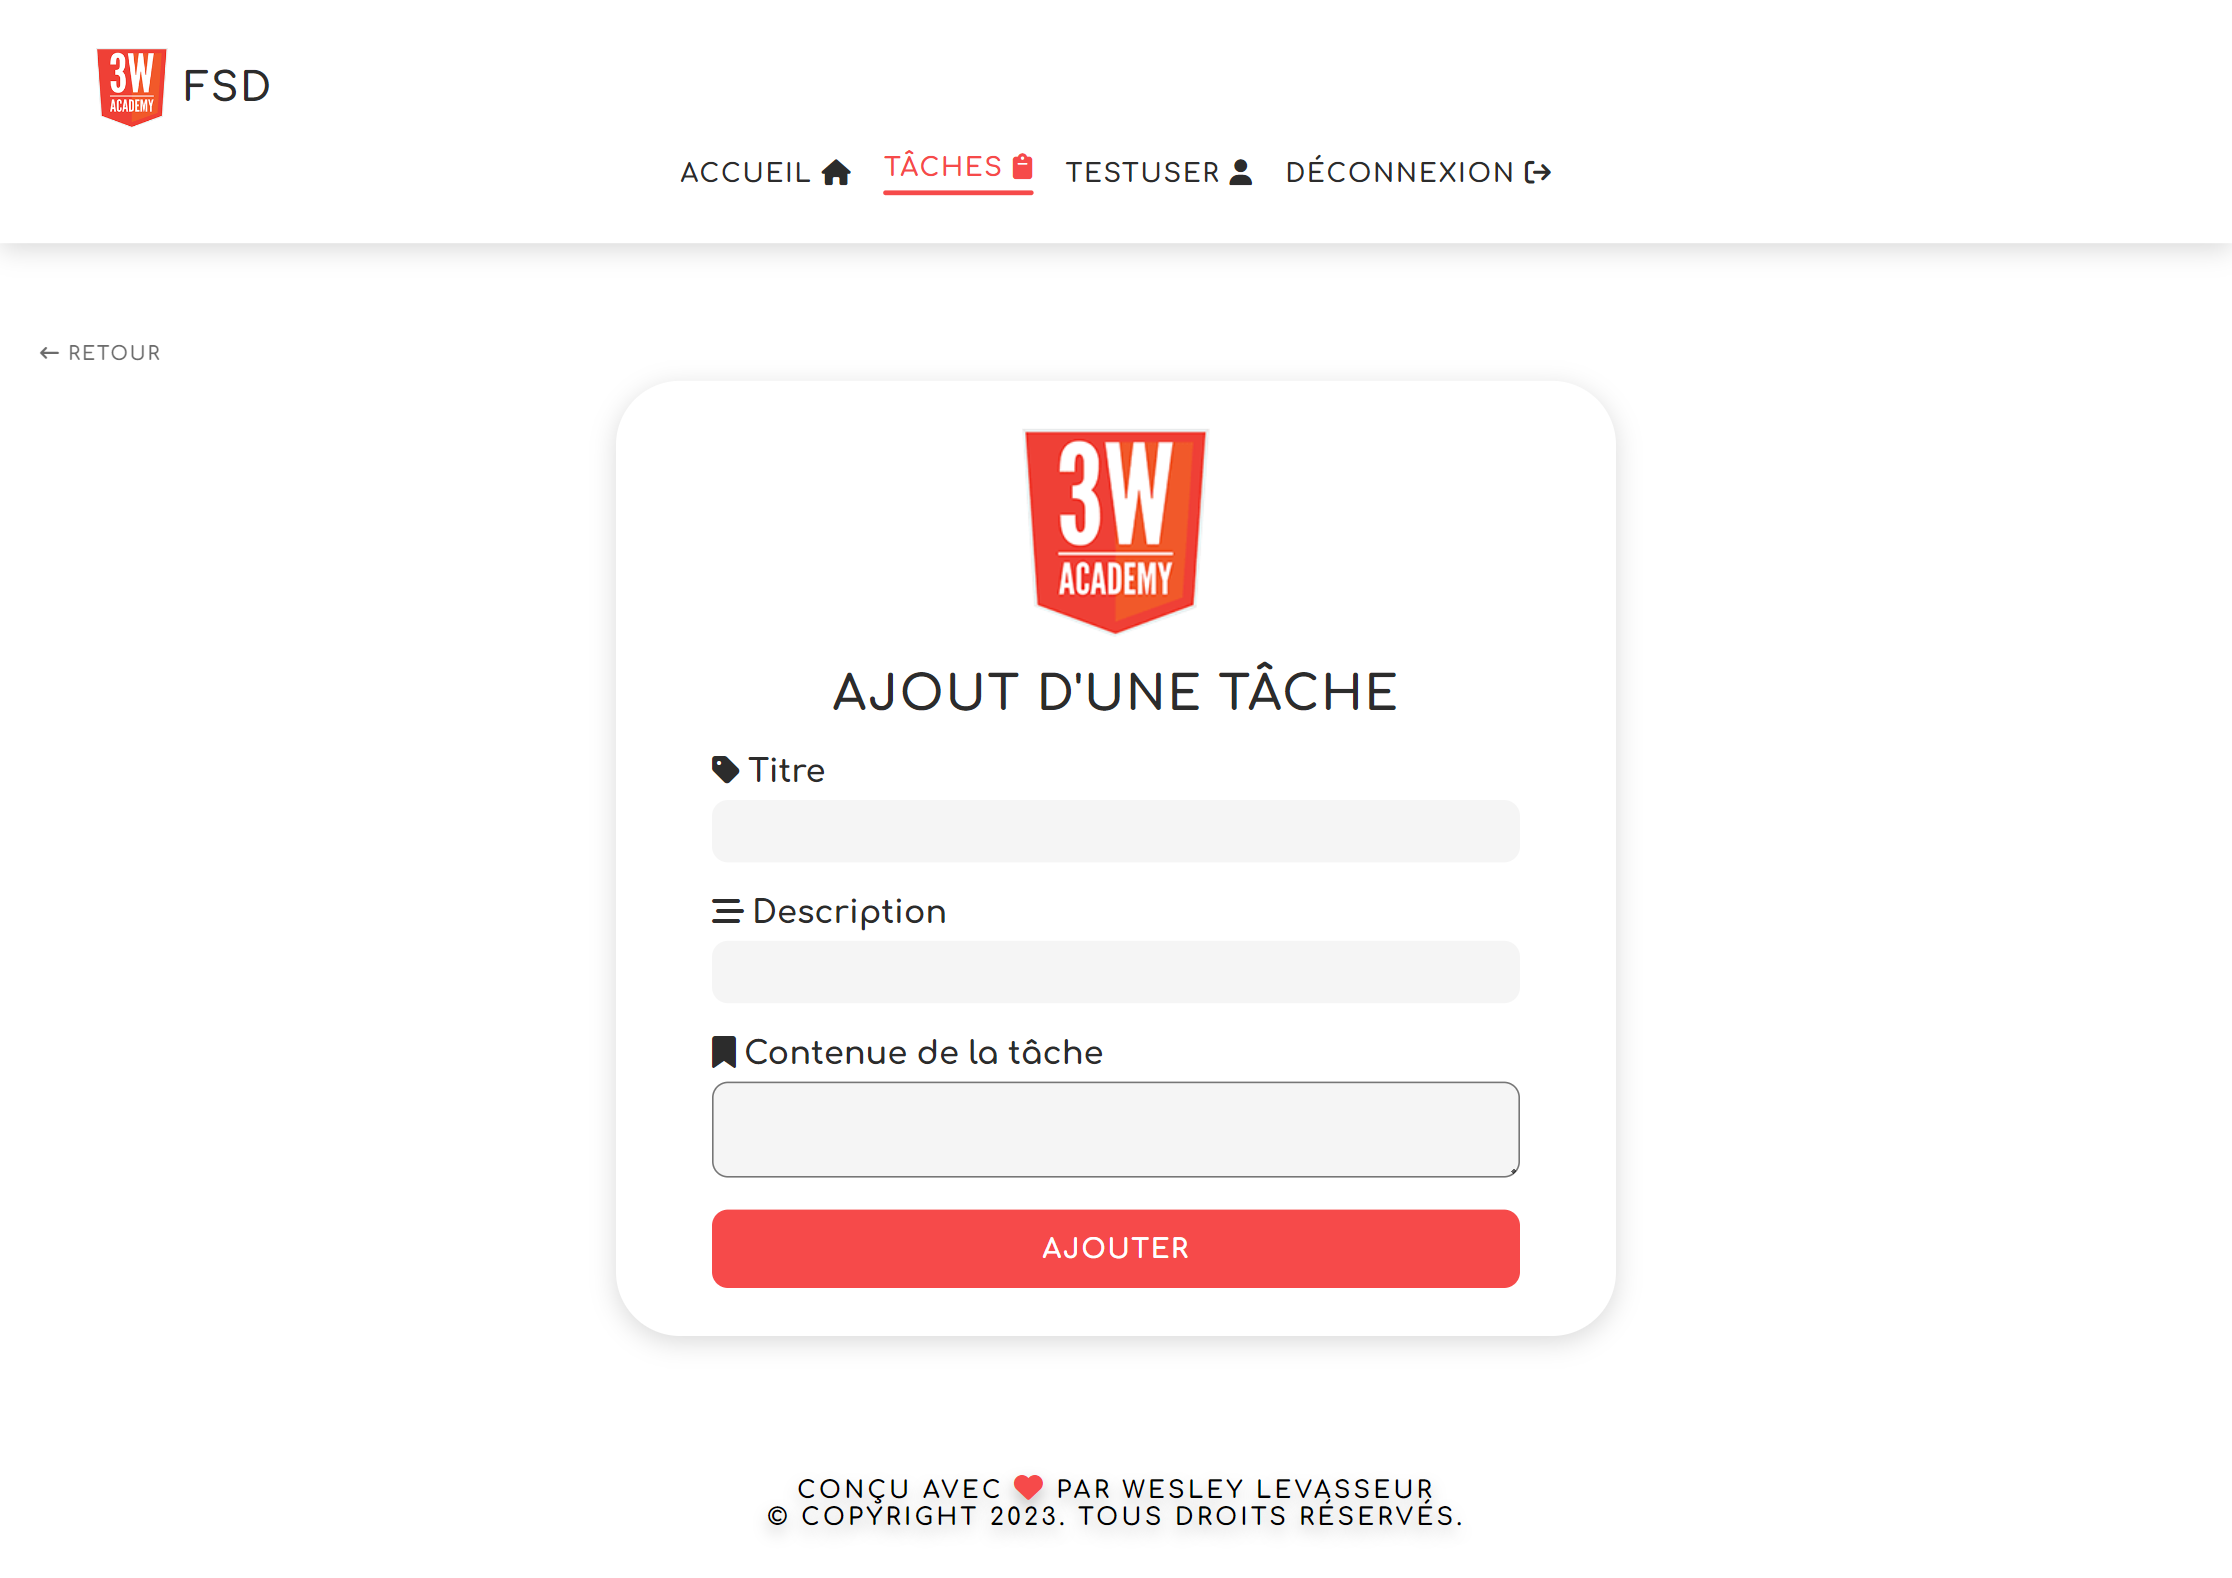 3W
ACADEMY
FSD
ACCUEIL TÂCHES TESTUSER DÉCONNEXION
← RETOUR
3W
ACADEMY
AJOUT D'UNE TÂCHE
Titre
Description
Contenue de la tâche
AJOUTER
CONÇU AVEC ❤ PAR WESLEY LEVASSEUR
© COPYRIGHT 2023. TOUS DROITS RÉSERVÉS.